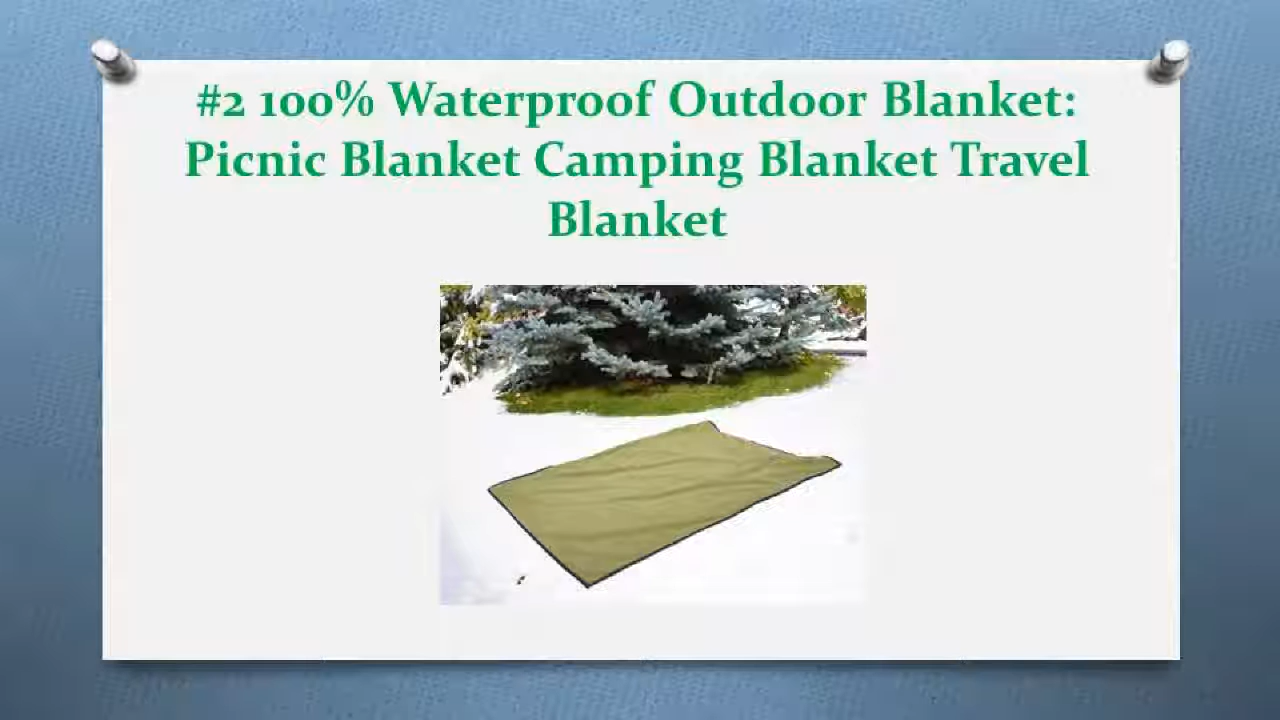 #2 100% Waterproof Outdoor Blanket:
Picnic Blanket Camping Blanket Travel
Blanket